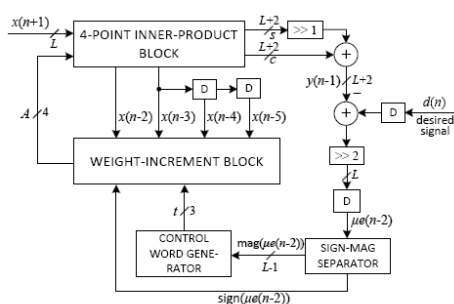 x(n+1)
L
4-POINT INNER-PRODUCT
BLOCK
L+2
s
>> 1
L+2
c
+
y(n-1)
L+2
−
D
D
A
4
x(n-2)
x(n-3)
x(n-4)
x(n-5)
+
D
d(n)
desired
signal
WEIGHT-INCREMENT BLOCK
>> 2
L
D
t
3
μe(n-2)
CONTROL
WORD GENE-
RATOR
mag(μe(n-2))
L-1
SIGN-MAG
SEPARATOR
sign(μe(n-2))